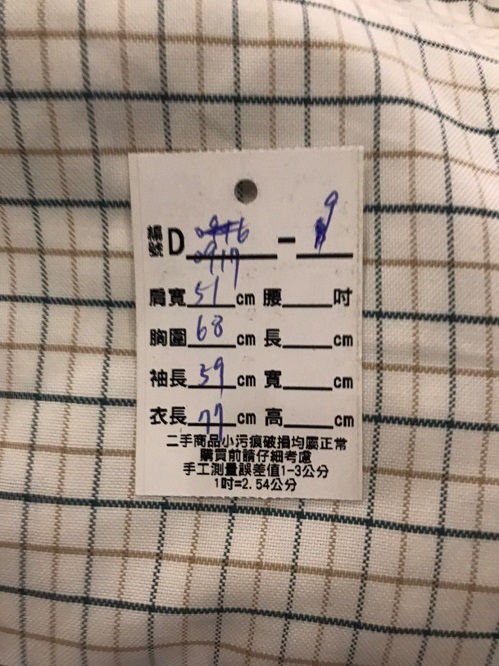 編號 D 0916 - 9
0917
肩寬 51 cm 腰 吋
胸圍 68 cm 長 cm
袖長 59 cm 寬 cm
衣長 77 cm 高 cm
二手商品小污痕破損均屬正常
購買前請仔細考慮
手工測量誤差值1-3公分
1吋=2.54公分